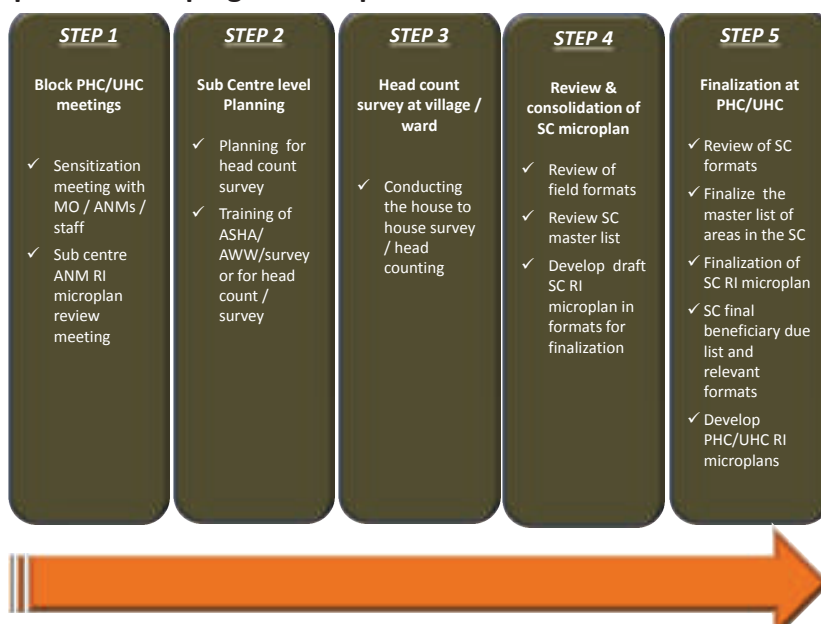 STEP 1
Block PHC/UHC
meetings
✓ Sensitization
meeting with
MO / ANMs /
staff
✓ Sub centre
ANM RI
microplan
review
meeting
STEP 2
Sub Centre level
Planning
✓ Planning for
head count
survey
✓ Training of
ASHA/
AWW/survey
or for head
count /
survey
STEP 3
Head count
survey at village /
ward
✓ Conducting
the house to
house survey
/ head
counting
STEP 4
Review &
consolidation of
SC microplan
✓ Review of
field formats
✓ Review SC
master list
✓ Develop draft
SC RI
microplan in
formats for
finalization
STEP 5
Finalization at
PHC/UHC
✓ Review of SC
formats
✓ Finalize the
master list of
areas in the SC
✓ Finalization of
SC RI microplan
✓ SC final
beneficiary due
list and
relevant
formats
✓ Develop
PHC/UHC RI
microplans